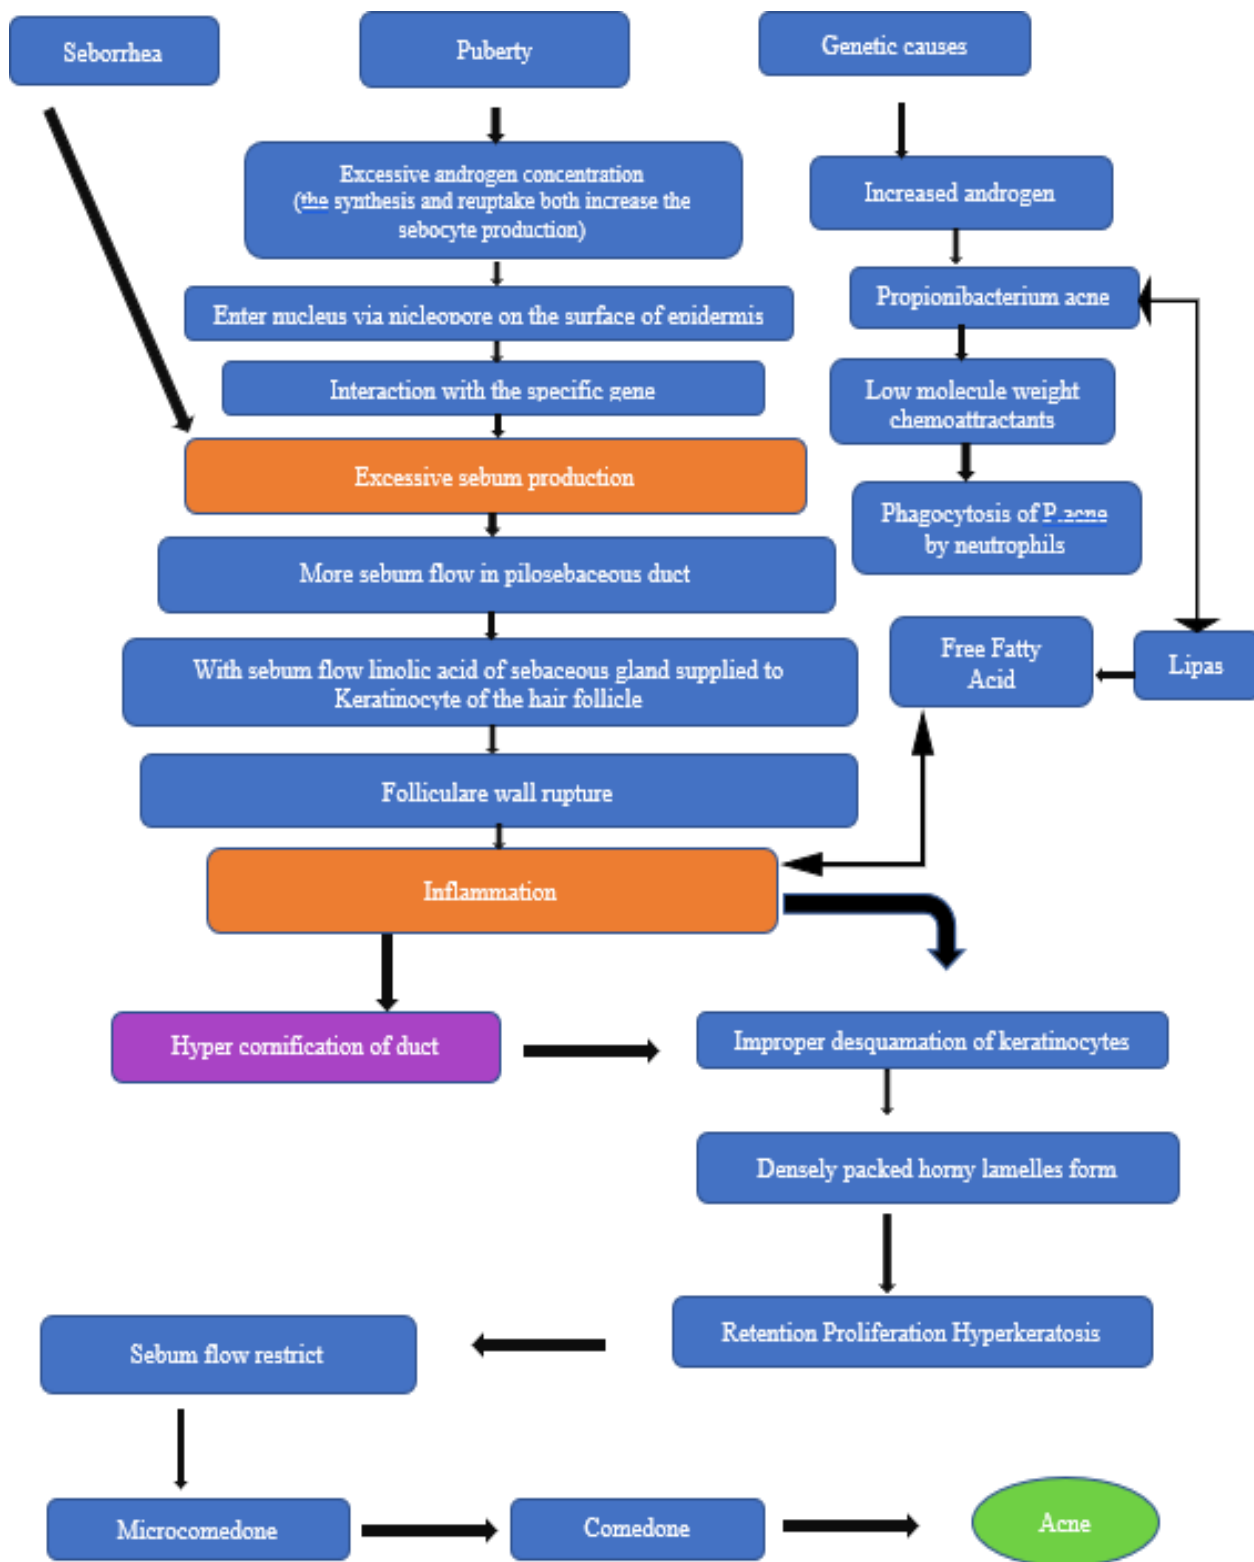 Seborrhea
Puberty
Genetic causes
Excessive androgen concentration
(the synthesis and reuptake both increase the
sebocyte production)
Increased androgen
Enter nucleus via nicleopore on the surface of epidermis
Propionibacterium acne
Interaction with the specific gene
Low molecule weight
chemoattractants
Excessive sebum production
Phagocytosis of P.acne
by neutrophils
More sebum flow in pilosebaceous duct
With sebum flow linolic acid of sebaceous gland supplied to
Keratinocyte of the hair follicle
Free Fatty
Acid
Lipas
Folliculare wall rupture
Inflammation
Hyper cornification of duct
Improper desquamation of keratinocytes
Densely packed horny lamelles form
Retention Proliferation Hyperkeratosis
Sebum flow restrict
Microcomedone
Comedone
Acne